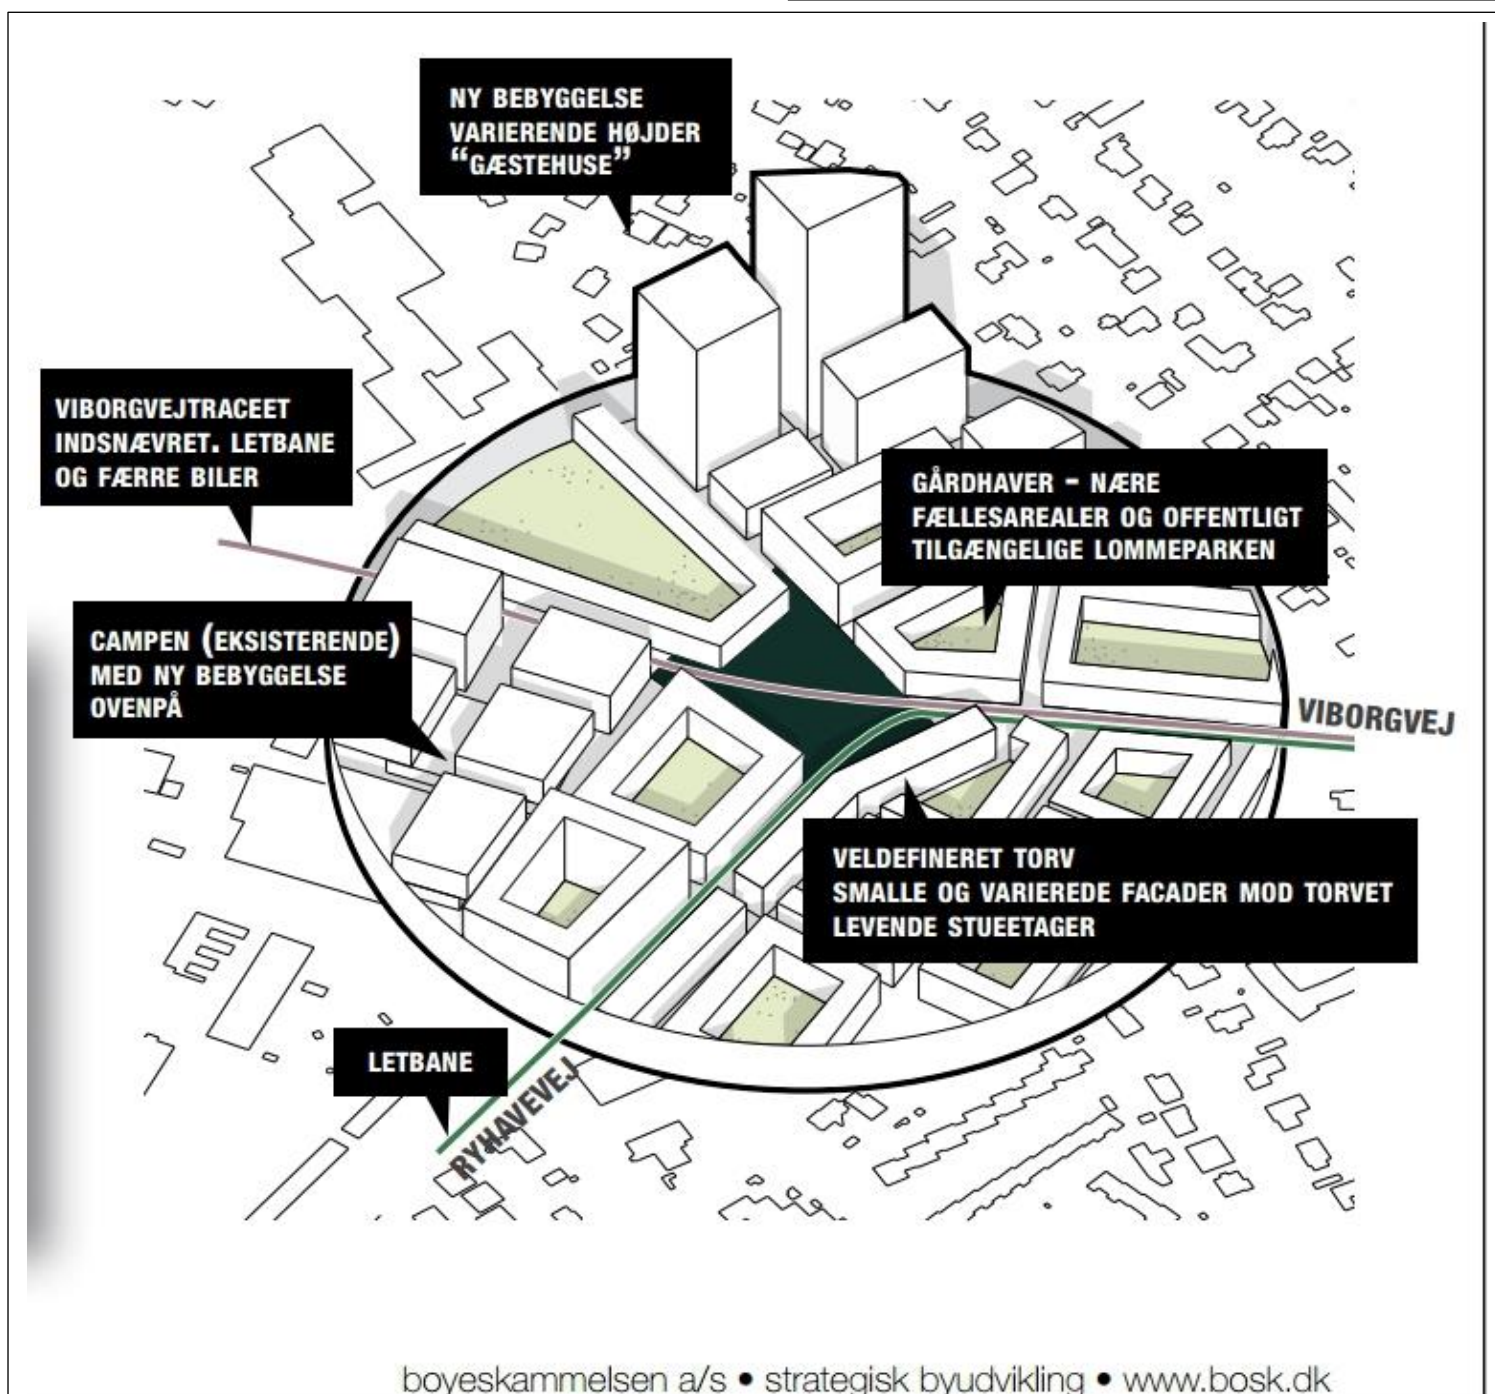 NY BEBYGGELSE
VARIERENDE HØJDER
“GÆSTEHUSE”
VIBORGVEJTRACEET
INDSNÆVRET. LETBANE
OG FÆRRE BILER
GÅRDHAVER - NÆRE
FÆLLESAREALER OG OFFENTLIGT
TILGÆNGELIGE LOMMEPARKEN
CAMPEN (EKSISTERENDE)
MED NY BEBYGGELSE
OVENPÅ
VIBORGVEJ
VELDEFINERET TORV
SMALLE OG VARIEREDE FACADER MOD TORVET
LEVENDE STUEETAGER
LETBANE
RYHAVEVEJ
boyeskammelsen a/s • strategisk byudvikling • www.bosk.dk